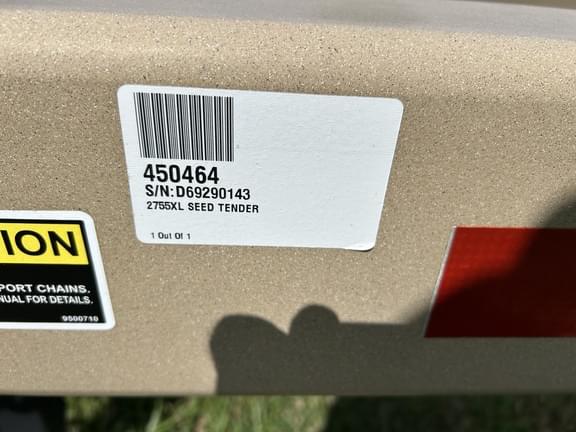 450464
S/N:D69290143
2755XL SEED TENDER
1 Out Of 1
ION
PORT CHAINS.
NUAL FOR DETAILS.
9500710